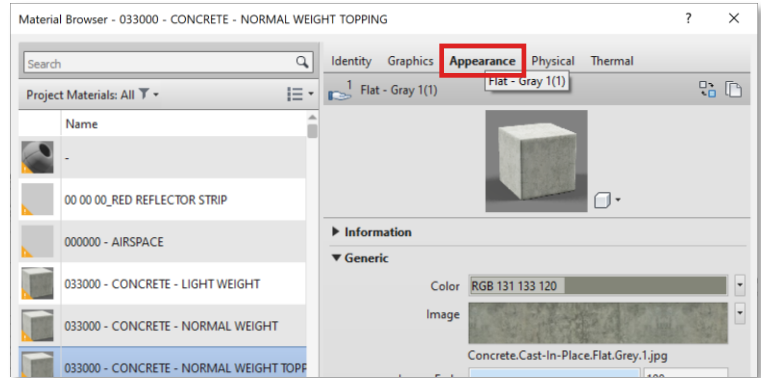 Material Browser - 033000 - CONCRETE - NORMAL WEIGHT TOPPING
? ×
Search
Project Materials: All
Name
-
00 00 00_RED REFLECTOR STRIP
000000 - AIRSPACE
033000 - CONCRETE - LIGHT WEIGHT
033000 - CONCRETE - NORMAL WEIGHT
033000 - CONCRETE - NORMAL WEIGHT TOPP
Identity Graphics Appearance Physical Thermal
1 Flat - Gray 1(1)
Flat - Gray 1(1)
Information
Generic
Color RGB 131 133 120
Image
Concrete.Cast-In-Place.Flat.Grey.1.jpg